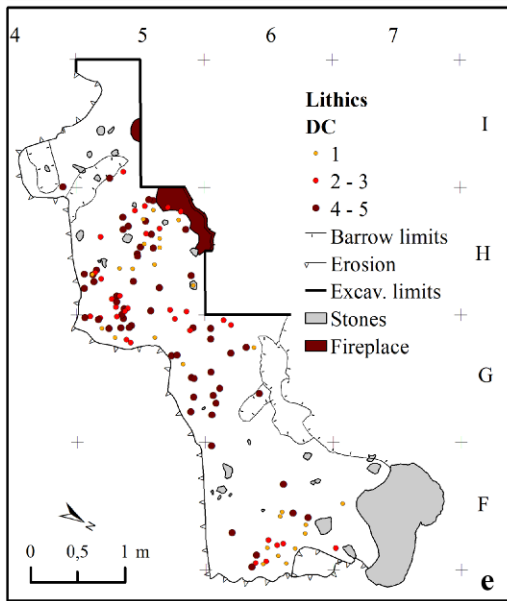 4 5 6 7
I
H
G
F
Lithics
DC
1
2 - 3
4 - 5
Barrow limits
Erosion
Excav. limits
Stones
Fireplace
N
0 0,5 1 m
e